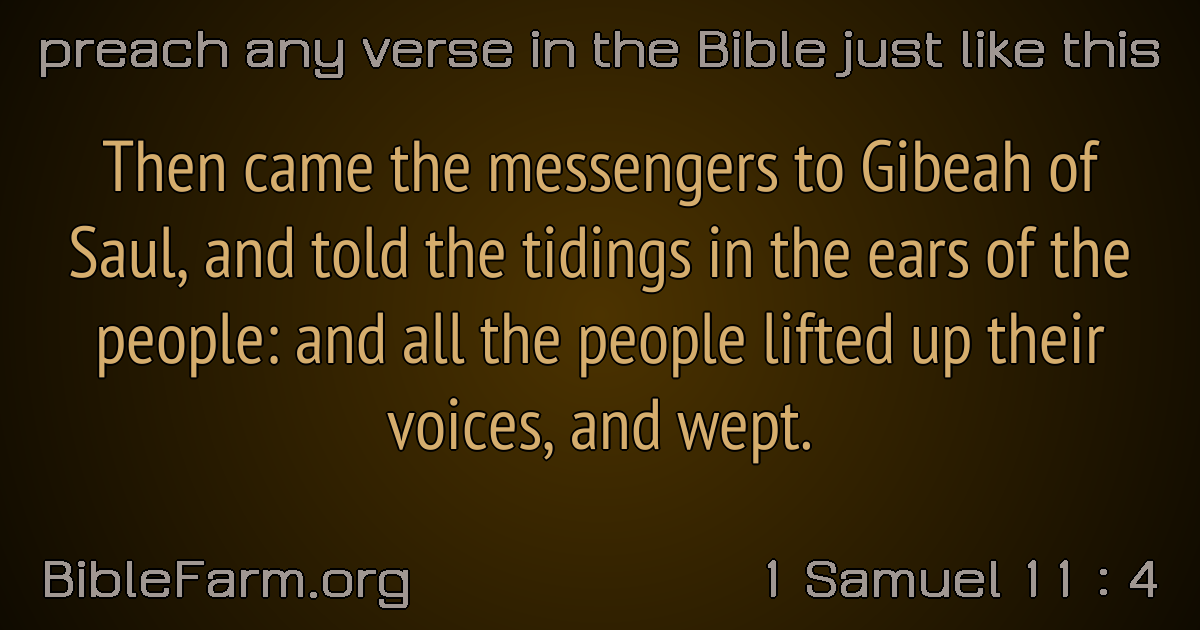 preach any verse in the Bible just like this
Then came the messengers to Gibeah of
Saul, and told the tidings in the ears of the
people: and all the people lifted up their
voices, and wept.
BibleFarm.org
1 Samuel 11 : 4